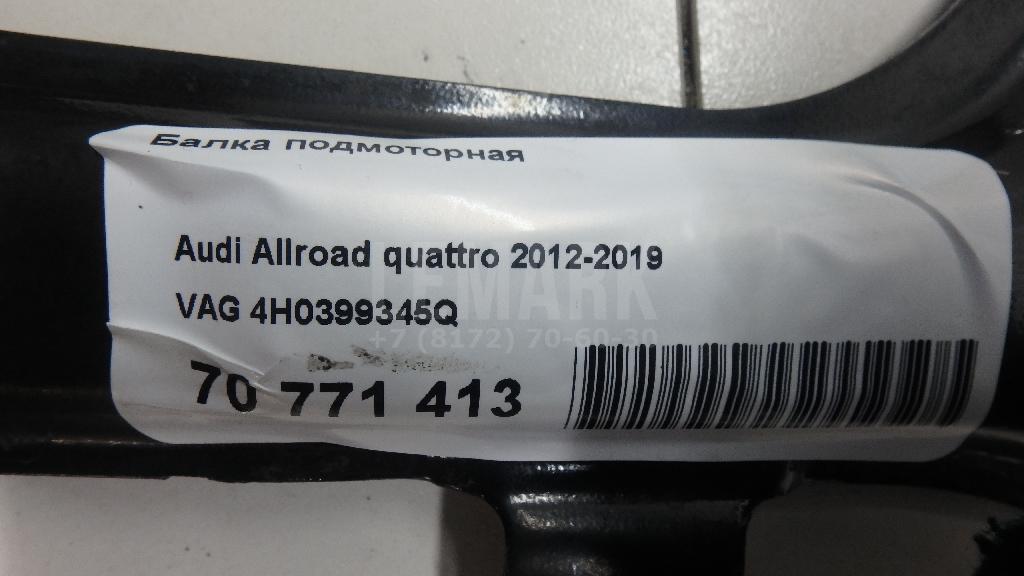 Балка подмоторная
Audi Allroad quattro 2012-2019
LEMARK
VAG 4H0399345Q
+7 (8172) 70-60-30
70 771 413